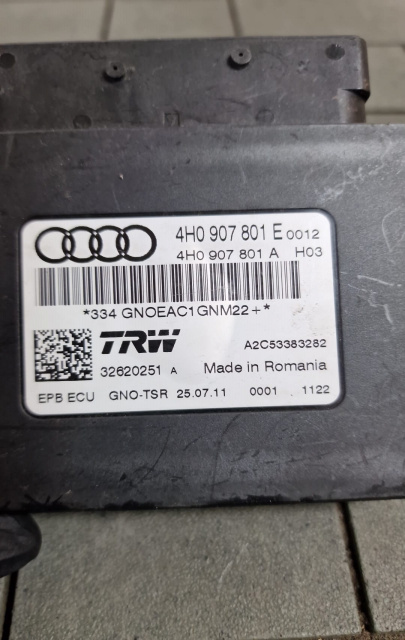 4H0 907 801 E 0012
4H0 907 801 A H03
*334 GNOEAC1GNM22+*
TRW A2C53383282
32620251 A Made in Romania
EPB ECU GNO-TSR 25.07.11 0001 1122